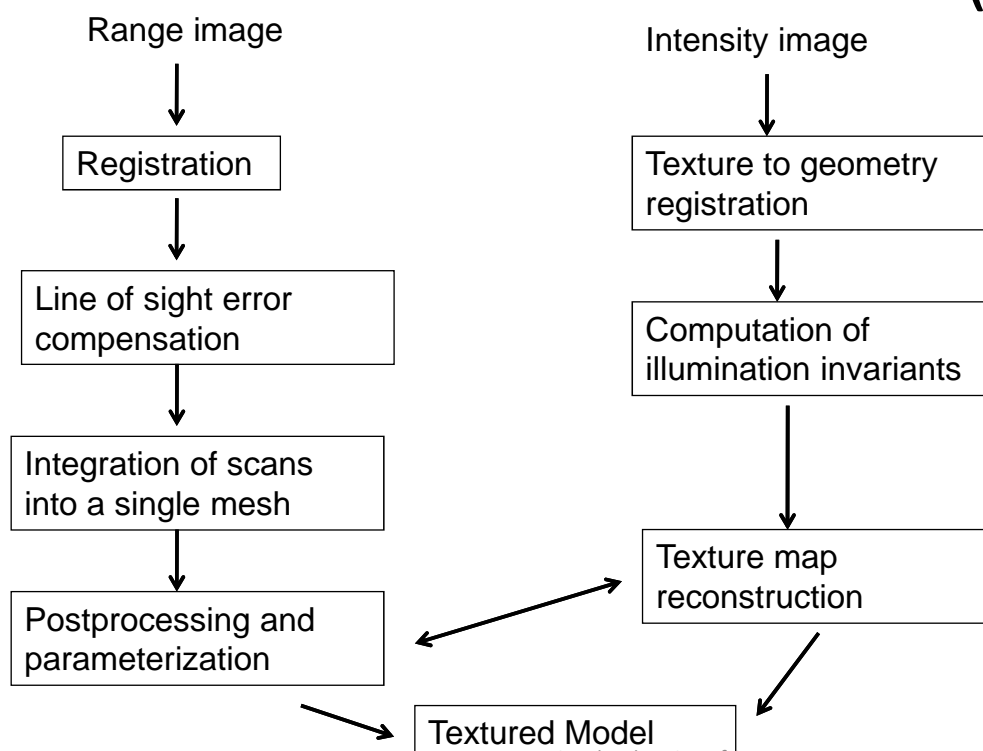 Range image
Intensity image
Registration
Texture to geometry
registration
Line of sight error
compensation
Computation of
illumination invariants
Integration of scans
into a single mesh
Texture map
reconstruction
Postprocessing and
parameterization
Textured Model